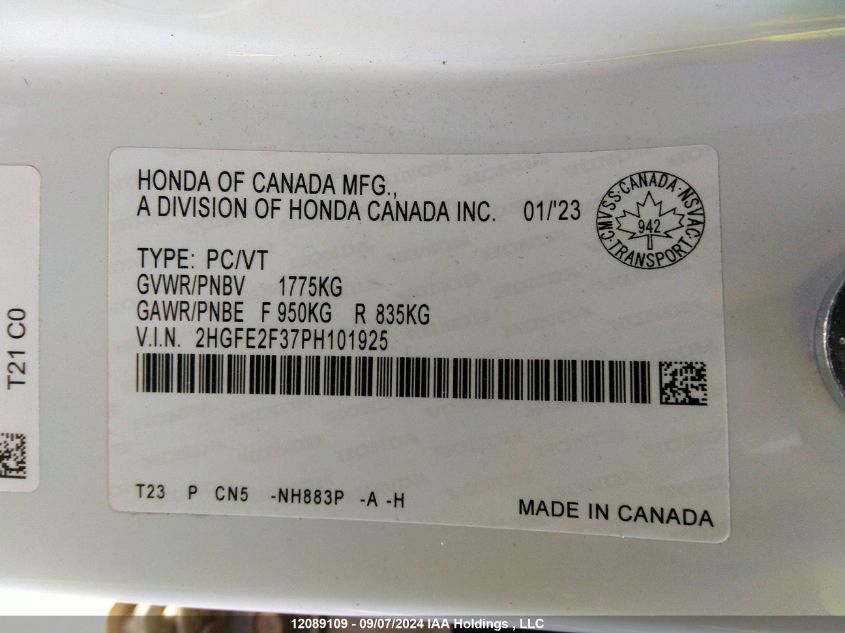 HONDA OF CANADA MFG.,
A DIVISION OF HONDA CANADA INC. 01/'23
CMVSS·CANADA·NSVAC·TRANSPORT·
942
TYPE: PC/VT
GVWR/PNBV 1775KG
GAWR/PNBE F 950KG R 835KG
V.I.N. 2HGFE2F37PH101925
T23 P CN5 -NH883P -A -H
MADE IN CANADA
T21 C0
12089109 - 09/07/2024 IAA Holdings , LLC